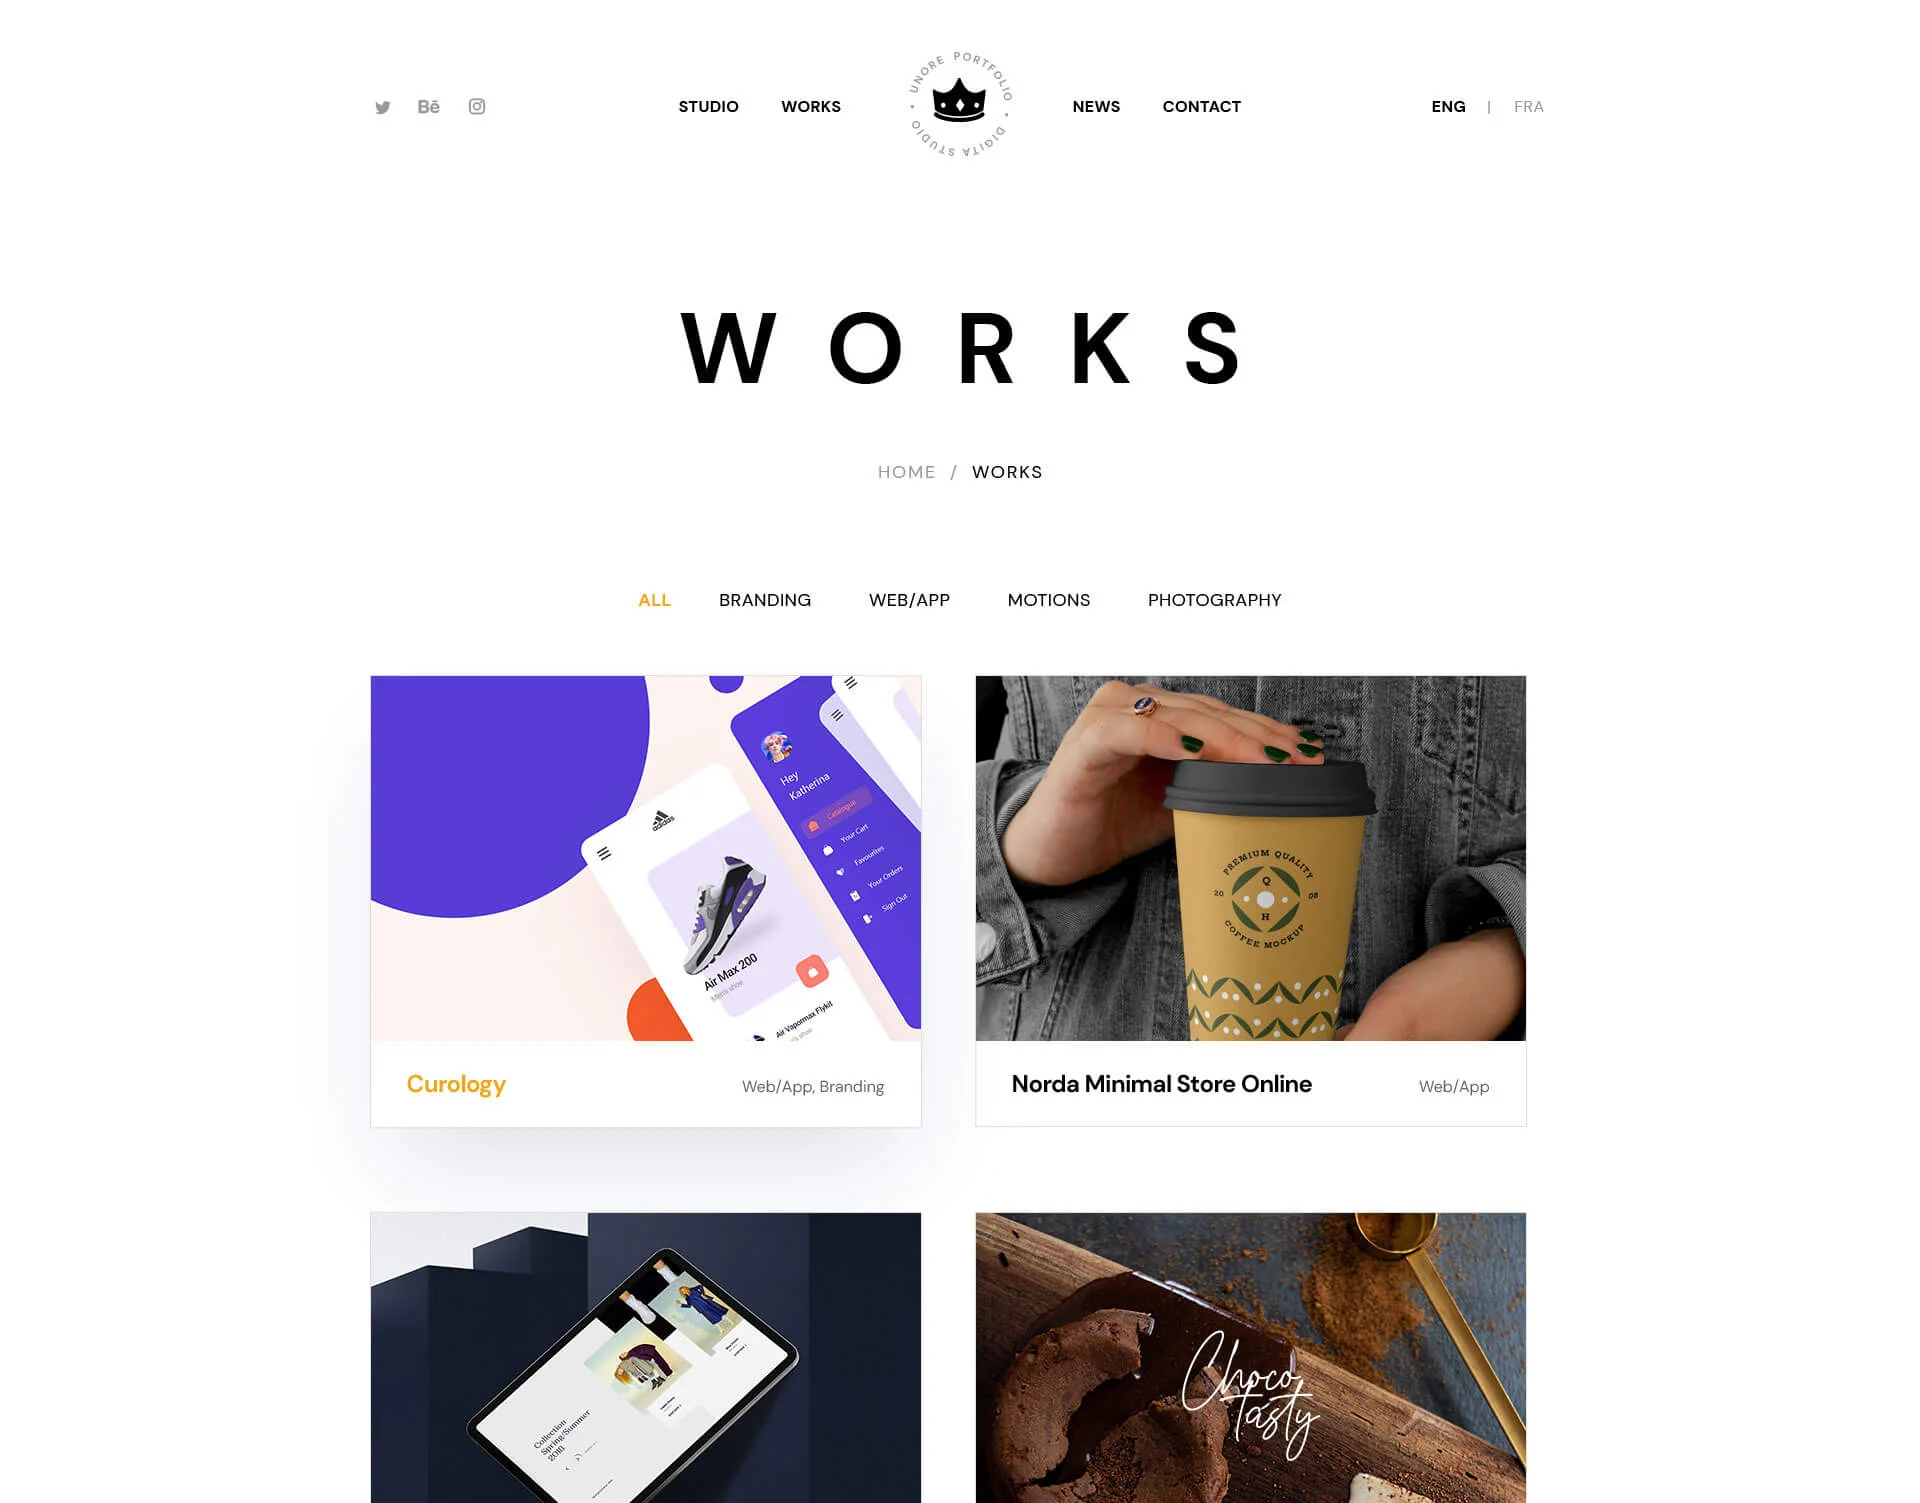 Bē
STUDIO
WORKS
UNORE PORTFOLIO • DIGITA STUDIO •
NEWS
CONTACT
ENG | FRA
WORKS
HOME / WORKS
ALL
BRANDING
WEB/APP
MOTIONS
PHOTOGRAPHY
adidas
Air Max 200
Men's shoe
Air Vapormax Flykit
Hey
Katherina
Catalogue
Your Cart
Favourites
Your Orders
Sign Out
PREMIUM QUALITY
Q
20 08
H
COFFEE MOCKUP
Curology
Web/App, Branding
Norda Minimal Store Online
Web/App
Collection
Spring/Summer
2018
Choco
tasty